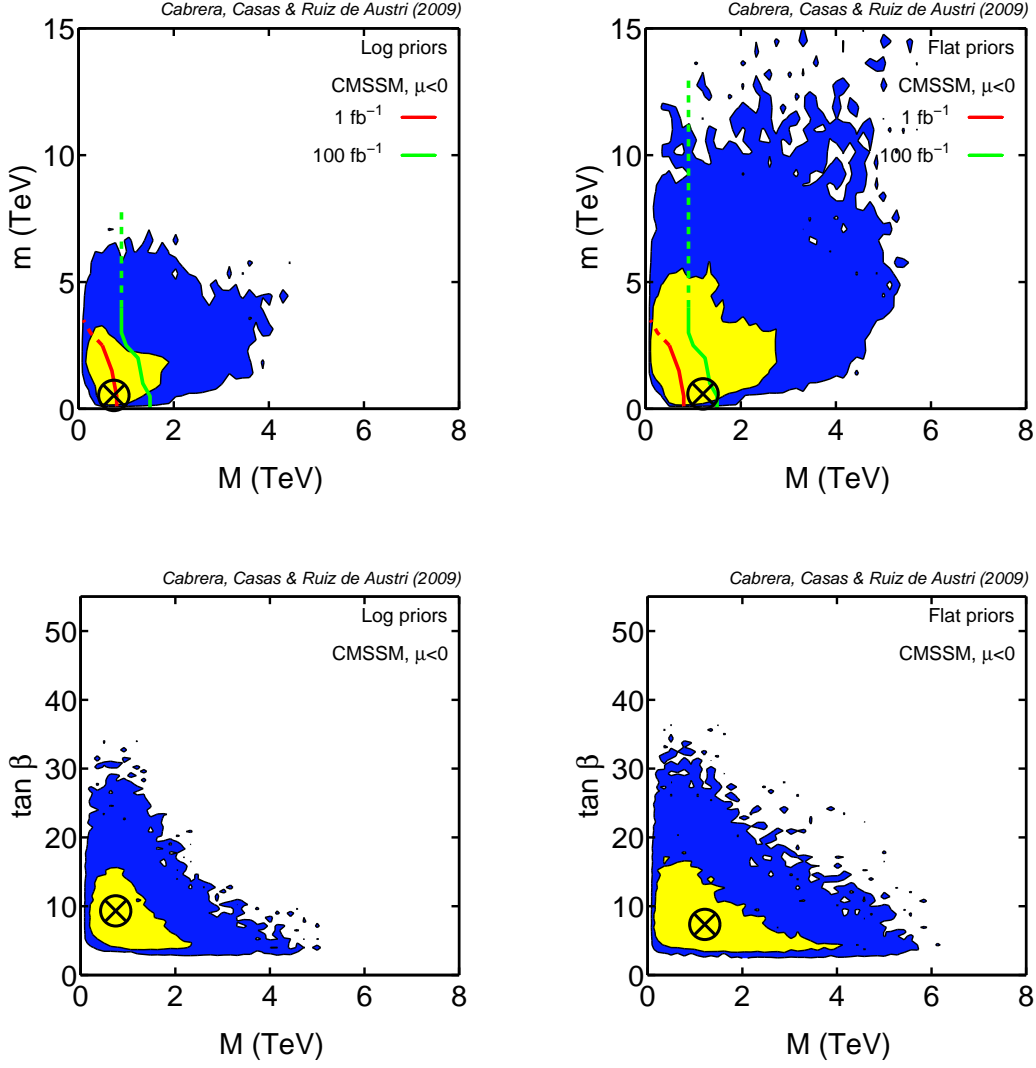 Cabrera, Casas & Ruiz de Austri (2009)
Log priors
CMSSM, μ<0
1 fb⁻¹
100 fb⁻¹
15
10
5
0
m (TeV)
0 2 4 6 8
M (TeV)
Cabrera, Casas & Ruiz de Austri (2009)
Flat priors
CMSSM, μ<0
1 fb⁻¹
100 fb⁻¹
15
10
5
0
m (TeV)
0 2 4 6 8
M (TeV)
Cabrera, Casas & Ruiz de Austri (2009)
Log priors
CMSSM, μ<0
50
40
30
20
10
0
tan β
0 2 4 6 8
M (TeV)
Cabrera, Casas & Ruiz de Austri (2009)
Flat priors
CMSSM, μ<0
50
40
30
20
10
0
tan β
0 2 4 6 8
M (TeV)